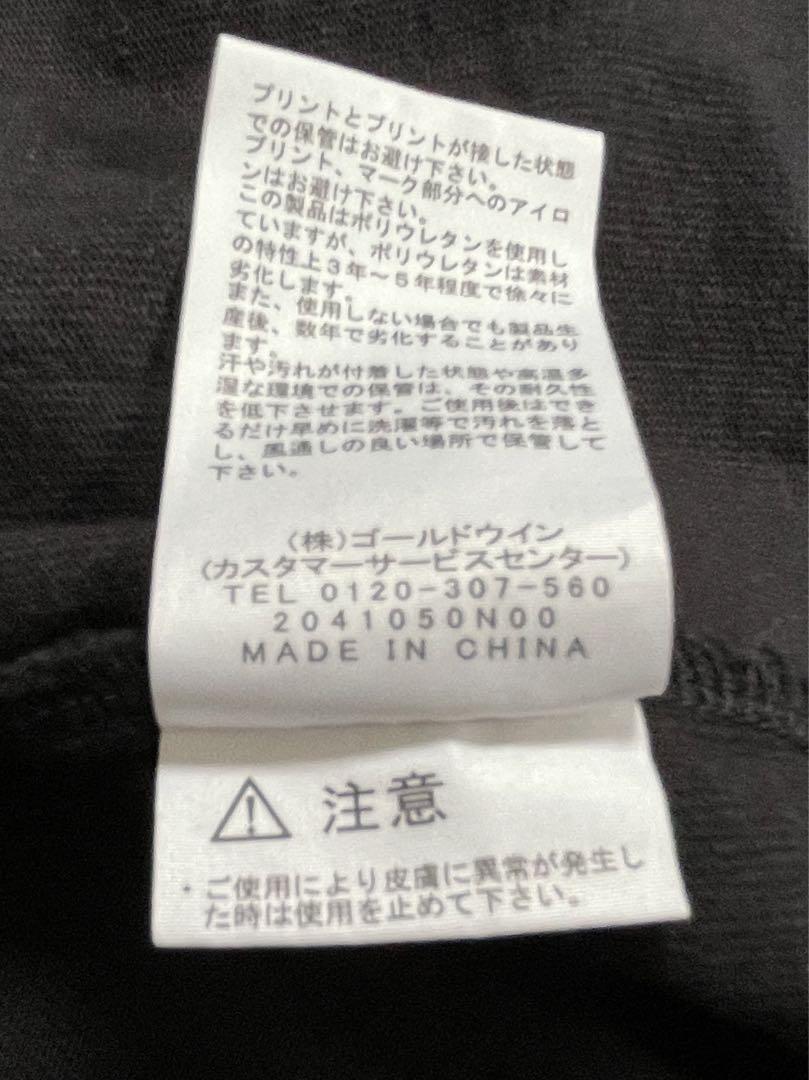 プリントとプリントが接した状態
での保管はお避け下さい。
プリント、マーク部分へのアイロ
ンはお避け下さい。
この製品はポリウレタンを使用し
ていますが、ポリウレタンは素材
の特性上3年～5年程度で徐々に
劣化します。
また、使用しない場合でも製品生
産後、数年で劣化することがあり
ます。
汗や汚れが付着した状態や高温多
湿な環境での保管は、その耐久性
を低下させます。ご使用後はでき
るだけ早めに洗濯等で汚れを落と
し、風通しの良い場所で保管して
下さい。
(株)ゴールドウイン
(カスタマーサービスセンター)
TEL 0120-307-560
2041050N00
MADE IN CHINA
⚠ 注意
・ご使用により皮膚に異常が発生し
た時は使用を止めて下さい。